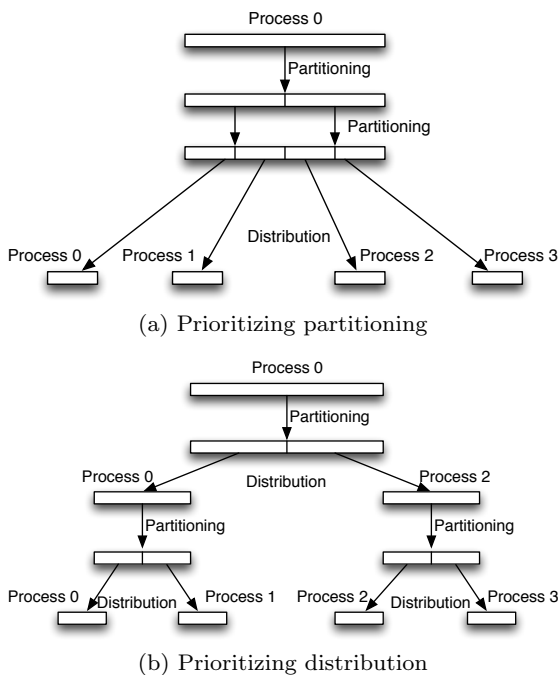 Process 0
Partitioning
Partitioning
Distribution
Process 0
Process 1
Process 2
Process 3
(a) Prioritizing partitioning
Process 0
Partitioning
Process 0
Distribution
Process 2
Partitioning
Partitioning
Process 0
Distribution
Process 1
Process 2
Distribution
Process 3
(b) Prioritizing distribution